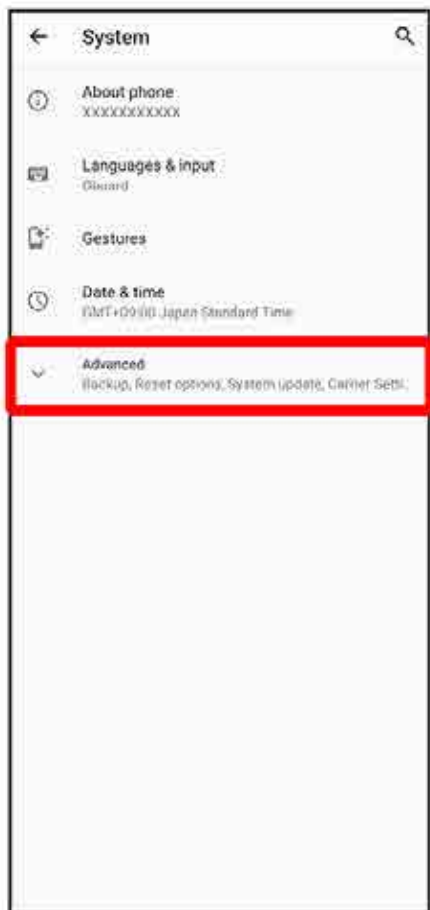 System
About phone
XXXXXXXXXXX
Languages & input
Gboard
Gestures
Date & time
GMT+09:00 Japan Standard Time
Advanced
Backup, Reset options, System update, Carrier Setti..